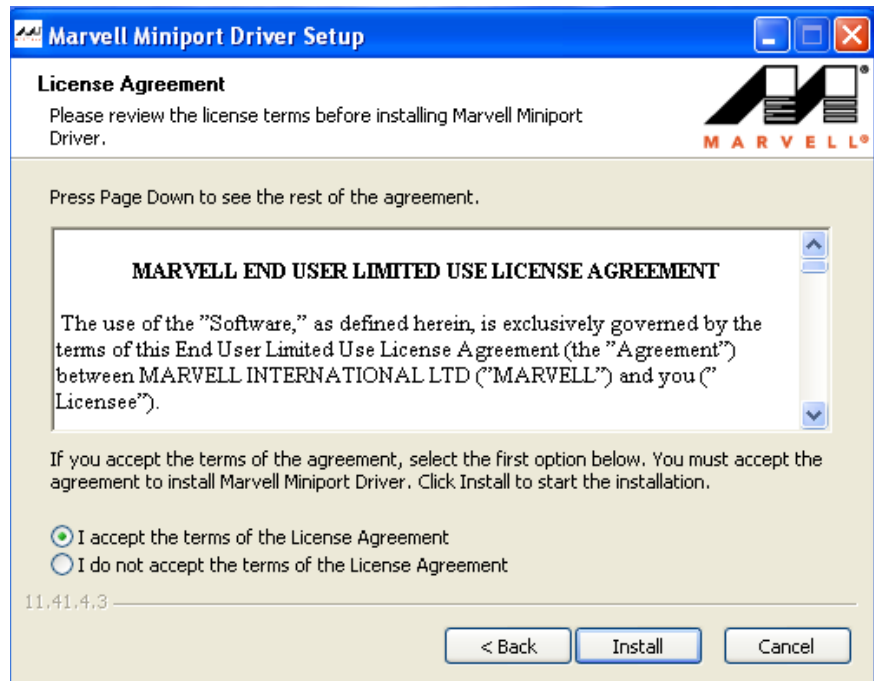 Marvell Miniport Driver Setup
License Agreement
Please review the license terms before installing Marvell Miniport
Driver.
MARVELL®
Press Page Down to see the rest of the agreement.
MARVELL END USER LIMITED USE LICENSE AGREEMENT
The use of the ”Software,” as defined herein, is exclusively governed by the
terms of this End User Limited Use License Agreement (the ”Agreement”)
between MARVELL INTERNATIONAL LTD (”MARVELL”) and you (”
Licensee”).
If you accept the terms of the agreement, select the first option below. You must accept the
agreement to install Marvell Miniport Driver. Click Install to start the installation.
I accept the terms of the License Agreement
I do not accept the terms of the License Agreement
11.41.4.3
< Back Install Cancel